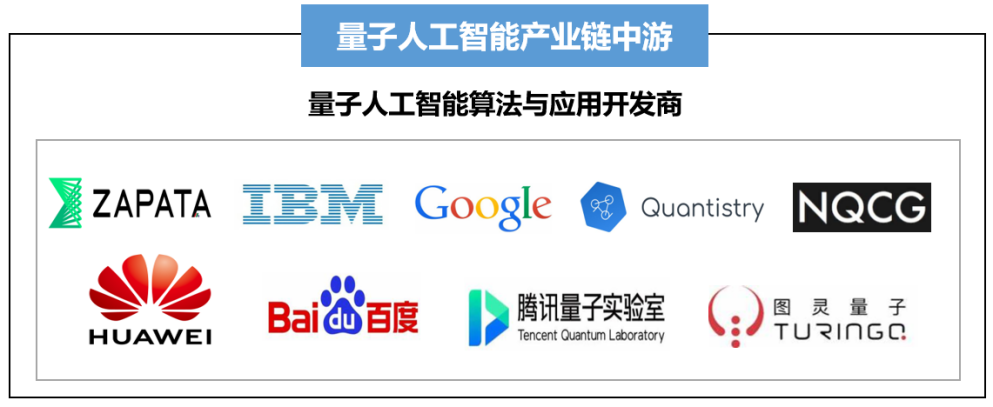 量子人工智能产业链中游
量子人工智能算法与应用开发商
ZAPATA
IBM
Google
Quantistry
NQCG
HUAWEI
Bai du 百度
腾讯量子实验室
Tencent Quantum Laboratory
图灵量子
TURINGQ